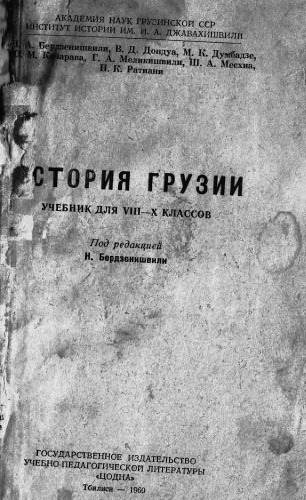 АКАДЕМИЯ НАУК ГРУЗИНСКОЙ ССР
ИНСТИТУТ ИСТОРИИ ИМ. И. А. ДЖАВАХИШВИЛИ
А. Бердзенишвили, В. Д. Дондуа, М. К. Думбадзе,
М. Качарава, Г. А. Меликишвили, Ш. А. Месхиа,
П. К. Ратиани
СТОРИЯ ГРУЗИИ
УЧЕБНИК ДЛЯ VIII—X КЛАССОВ
Под редакцией
Н. Бердзенишвили
ГОСУДАРСТВЕННОЕ ИЗДАТЕЛЬСТВО
УЧЕБНО-ПЕДАГОГИЧЕСКОЙ ЛИТЕРАТУРЫ
«ЦОДНА»
Тбилиси — 1960